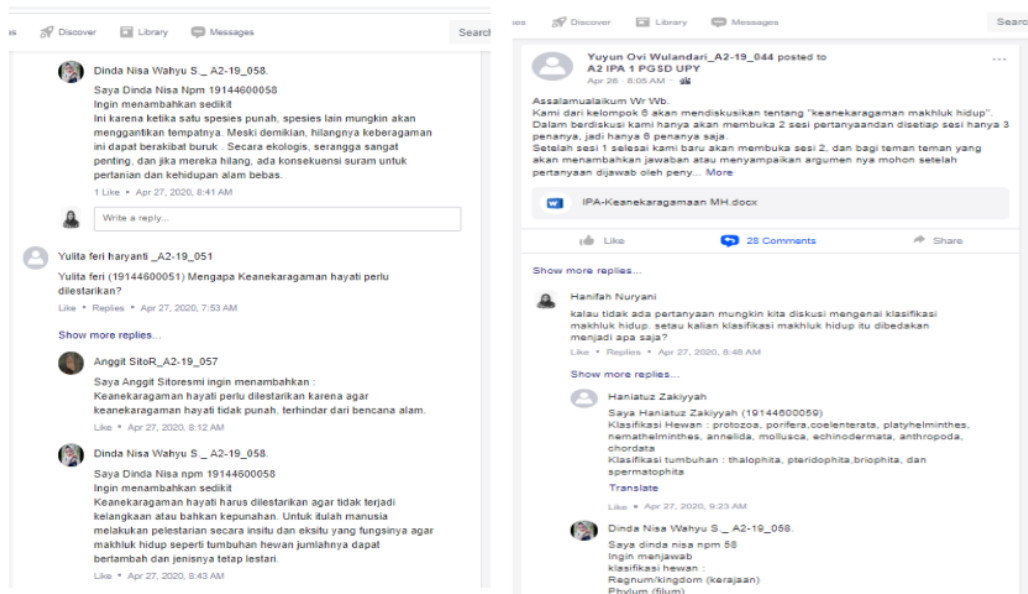 es Discover Library Messages Search
Dinda Nisa Wahyu S._ A2-19_058.
Saya Dinda Nisa Npm 19144600058
Ingin menambahkan sedikit
Ini karena ketika satu spesies punah, spesies lain mungkin akan
menggantikan tempatnya. Meski demikian, hilangnya keberagaman
ini dapat berakibat buruk . Secara ekologis, serangga sangat
penting, dan jika mereka hilang, ada konsekuensi suram untuk
pertanian dan kehidupan alam bebas.
1 Like • Apr 27, 2020, 8:41 AM
Write a reply...
Yulita feri haryanti _A2-19_051
Yulita feri (19144600051) Mengapa Keanekaragaman hayati perlu
dilestarikan?
Like • Replies • Apr 27, 2020, 7:53 AM
Show more replies...
Anggit SitoR_A2-19_057
Saya Anggit Sitoresmi ingin menambahkan :
Keanekaragaman hayati perlu dilestarikan karena agar
keanekaragaman hayati tidak punah, terhindar dari bencana alam.
Like • Apr 27, 2020, 8:12 AM
Dinda Nisa Wahyu S._ A2-19_058.
Saya Dinda Nisa npm 19144600058
Ingin menambahkan sedikit
Keanekaragaman hayati harus dilestarikan agar tidak terjadi
kelangkaan atau bahkan kepunahan. Untuk itulah manusia
melakukan pelestarian secara insitu dan eksitu yang fungsinya agar
makhluk hidup seperti tumbuhan hewan jumlahnya dapat
bertambah dan jenisnya tetap lestari.
Like • Apr 27, 2020, 8:43 AM
es Discover Library Messages Search
Yuyun Ovi Wulandari_A2-19_044 posted to
A2 IPA 1 PGSD UPY
Apr 26 · 8:05 AM ·
Assalamualaikum Wr Wb.
Kami dari kelompok 6 akan mendiskusikan tentang "keanekaragaman makhluk hidup".
Dalam berdiskusi kami hanya akan membuka 2 sesi pertanyaandan disetiap sesi hanya 3
penanya, jadi hanya 6 penanya saja.
Setelah sesi 1 selesai kami baru akan membuka sesi 2, dan bagi teman teman yang
akan menambahkan jawaban atau menyampaikan argumen nya mohon setelah
pertanyaan dijawab oleh peny... More
IPA-Keanekaragamaan MH.docx
Like 28 Comments Share
Show more replies...
Hanifah Nuryani
kalau tidak ada pertanyaan mungkin kita diskusi mengenai klasifikasi
makhluk hidup. setau kalian klasifikasi makhluk hidup itu dibedakan
menjadi apa saja?
Like • Replies • Apr 27, 2020, 8:48 AM
Show more replies...
Haniatuz Zakiyyah
Saya Haniatuz Zakiyyah (19144600059)
Klasifikasi Hewan : protozoa, porifera,coelenterata, platyhelminthes,
nemathelminthes, annelida, mollusca, echinodermata, anthropoda,
chordata
Klasifikasi tumbuhan : thalophita, pteridophita,briophita, dan
spermatophita
Translate
Like • Apr 27, 2020, 9:23 AM
Dinda Nisa Wahyu S._ A2-19_058.
Saya dinda nisa npm 58
Ingin menjawab
klasifikasi hewan :
Regnum/kingdom (kerajaan)
Phylum (filum)